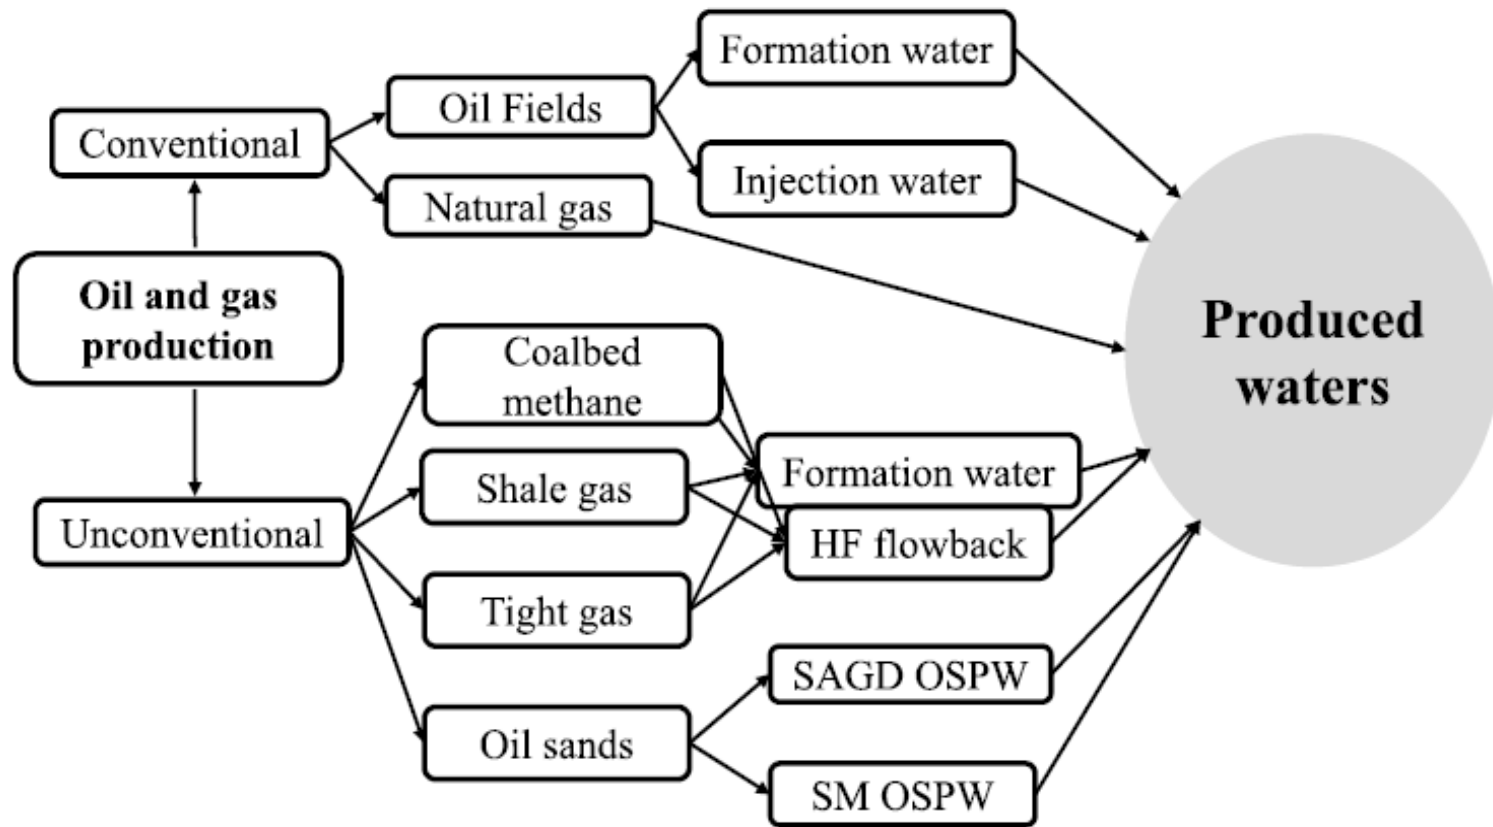 Formation water
Oil Fields
Conventional
Injection water
Natural gas
Oil and gas
production
Produced
waters
Coalbed
methane
Formation water
Shale gas
Unconventional
HF flowback
Tight gas
SAGD OSPW
Oil sands
SM OSPW